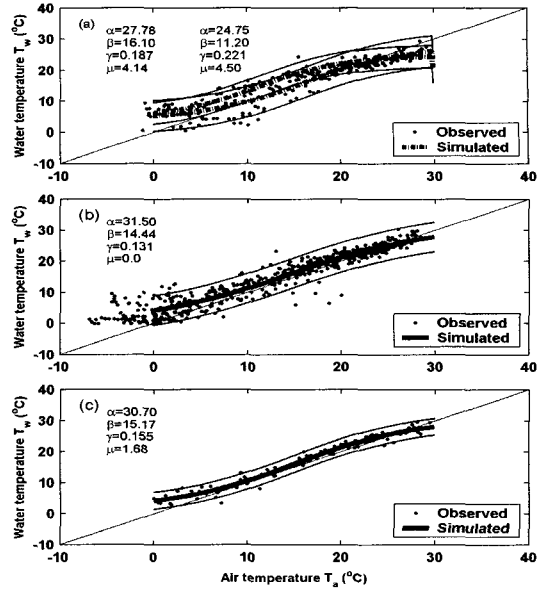 (a)
α=27.78 α=24.75
β=16.10 β=11.20
γ=0.187 γ=0.221
μ=4.14 μ=4.50
Water temperature Tw (°C)
40
30
20
10
0
-10
Observed
Simulated
-10 0 10 20 30 40
(b)
α=31.50
β=14.44
γ=0.131
μ=0.0
Water temperature Tw (°C)
40
30
20
10
0
-10
Observed
Simulated
-10 0 10 20 30 40
(c)
α=30.70
β=15.17
γ=0.155
μ=1.68
Water temperature Tw (°C)
40
30
20
10
0
-10
Observed
Simulated
-10 0 10 20 30 40
Air temperature Ta (°C)